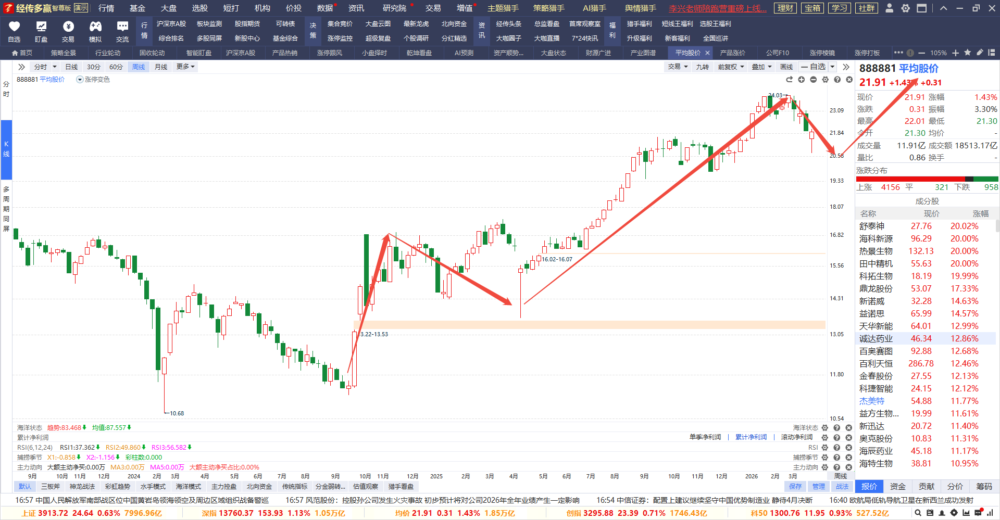 经传多赢 智尊版 演示 行情 基金 大盘 选股 短打 机构 价投 数据 资讯 研究院 交易 增值 主题猎手 策略猎手 AI猎手 舆情猎手 李兴老师陪跑营重磅上线... 理财 宝箱 学习 社群
自选 盯盘 交易 模拟 交流
行情 沪深京A股 板块监测 股指期货 可转债 决策 集合竞价 大盘云图 最新龙虎 北向资金 资讯 经传头条 总监看盘 首席观察室 福利 猎手福利 短线王福利 选股王福利
综合排名 多股同屏 新股中心 基金综合 涨停监控 超级复盘 个股调研 分红精选 大咖圈子 大咖直播 7*24快讯 升级福利 新客福利 全国巡讲
首页 策略全景 行业轮动 固收轮动 智能盯盘 沪深京A股 产品热销 涨停跟风 小盘择时 乾坤看盘 AI预测 资产顺势... 大盘状态 财源广进 产业图谱 平均股价 产品涨价 公司F10 涨停棱镜 涨停打板 105%
分时 日线 30分 60分 周线 月线 更多 交易 九转 前复权 叠加 画线 自选
888881 平均股价 涨停变色
分时
K线
多周期同屏
24.03
23.09
21.84
20.58
19.33
18.07
16.82
15.56
14.31
13.05
11.80
10.54
16.02-16.07
3.22-13.53
10.68
海洋状态 趋势:83.468 均值:87.557 海洋状态
累计净利润 单季净利润 | 累计净利润 | 滚动净利润
RSI(6,12,24) RSI1:37.362 RSI2:49.860 RSI3:56.582 RSI
捕捞季节 X1:-0.858 X2:-1.156 彩柱数:0.000 捕捞季节
主力动向 大额主动净买:0.00万 MA3:0.00万 MA5:0.00万 大额主动净买占比:0.00% 主力动向
9月 10月 11月 12月 2024 2月 3月 4月 5月 6月 7月 8月 9月 10月 11月 12月 2025 2月 3月 4月 5月 6月 7月 8月 9月 10月 11月 12月 2026 2月 3月 周线
默认 三板斧 神龙战法 彩虹趋势 水手模式 海洋模式 主力控盘 北向资金 传统指标 分金弱转... 估值观察 猎手看盘 保存 管理 战法
888881 平均股价
21.91 +1.43% +0.31
现价 21.91 涨幅 1.43%
涨跌 0.31 振幅 3.30%
最高 22.01 最低 21.30
今开 21.30 均价 -
成交量 11.91亿 成交额 18513.17亿
量比 0.86 换手 -
涨跌分布
上涨 4156 平 321 下跌 958
成分股
名称 现价 涨幅
舒泰神 27.76 20.02%
海科新源 96.29 20.00%
热景生物 132.13 20.00%
田中精机 55.63 20.00%
科拓生物 18.19 19.99%
鼎龙股份 53.07 17.33%
新诺威 32.28 14.63%
益诺思 65.99 14.57%
天华新能 64.01 12.99%
诚达药业 46.34 12.86%
百奥赛图 92.88 12.68%
百利天恒 286.78 12.46%
金春股份 27.55 12.13%
科捷智能 24.15 12.12%
杰美特 54.88 11.77%
益方生物... 19.99 11.61%
新迅达 20.72 11.40%
奥克股份 10.83 11.31%
海辰药业 45.18 11.17%
海特生物 38.81 10.95%
报价 资金 贡献 分价 筹码
16:57 中国人民解放军南部战区位中国黄岩岛领海领空及周边区域组织战备警巡 16:57 风范股份：控股孙公司发生火灾事故 初步预计将对公司2026年全年业绩产生一定影响 16:54 中信证券：配置上建议继续坚守中国优势制造业 静待4月决断 16:40 欧航局低轨导航卫星在新西兰成功发射
上证 3913.72 24.64 0.63% 7996.96亿 深指 13760.37 153.93 1.13% 1.05万亿 均价 21.91 0.31 1.43% 1.85万亿 创指 3295.88 23.39 0.71% 1746.43亿 科50 1300.76 11.95 0.93% 527.52亿